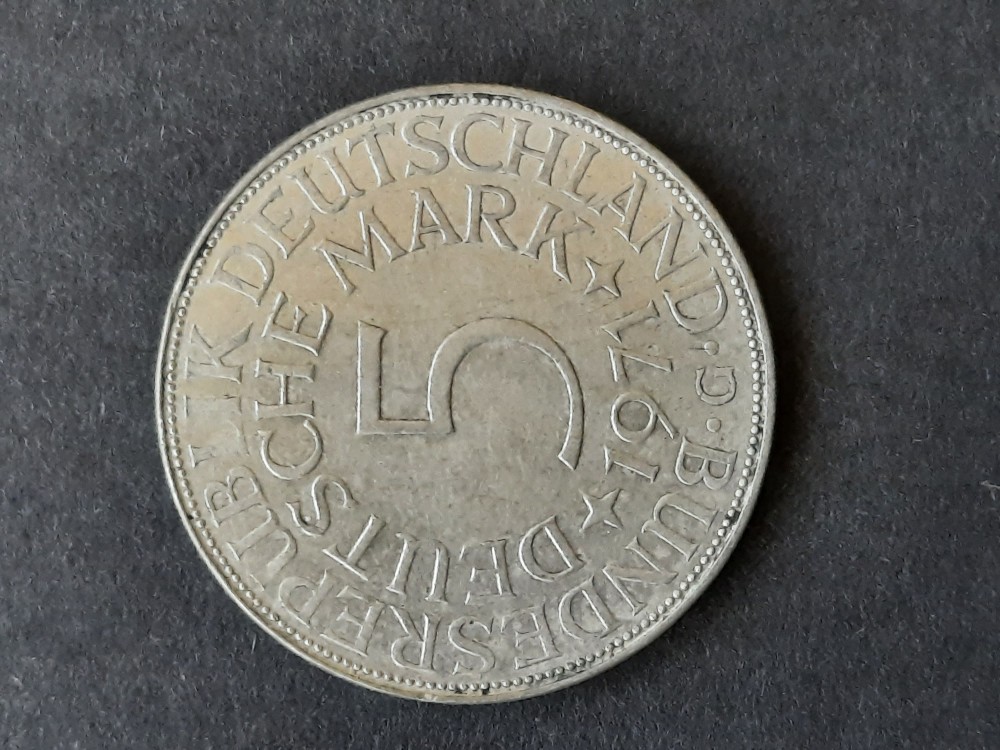 BUNDESREPUBLIK DEUTSCHLAND · G ·
DEUTSCHE MARK
5
1971